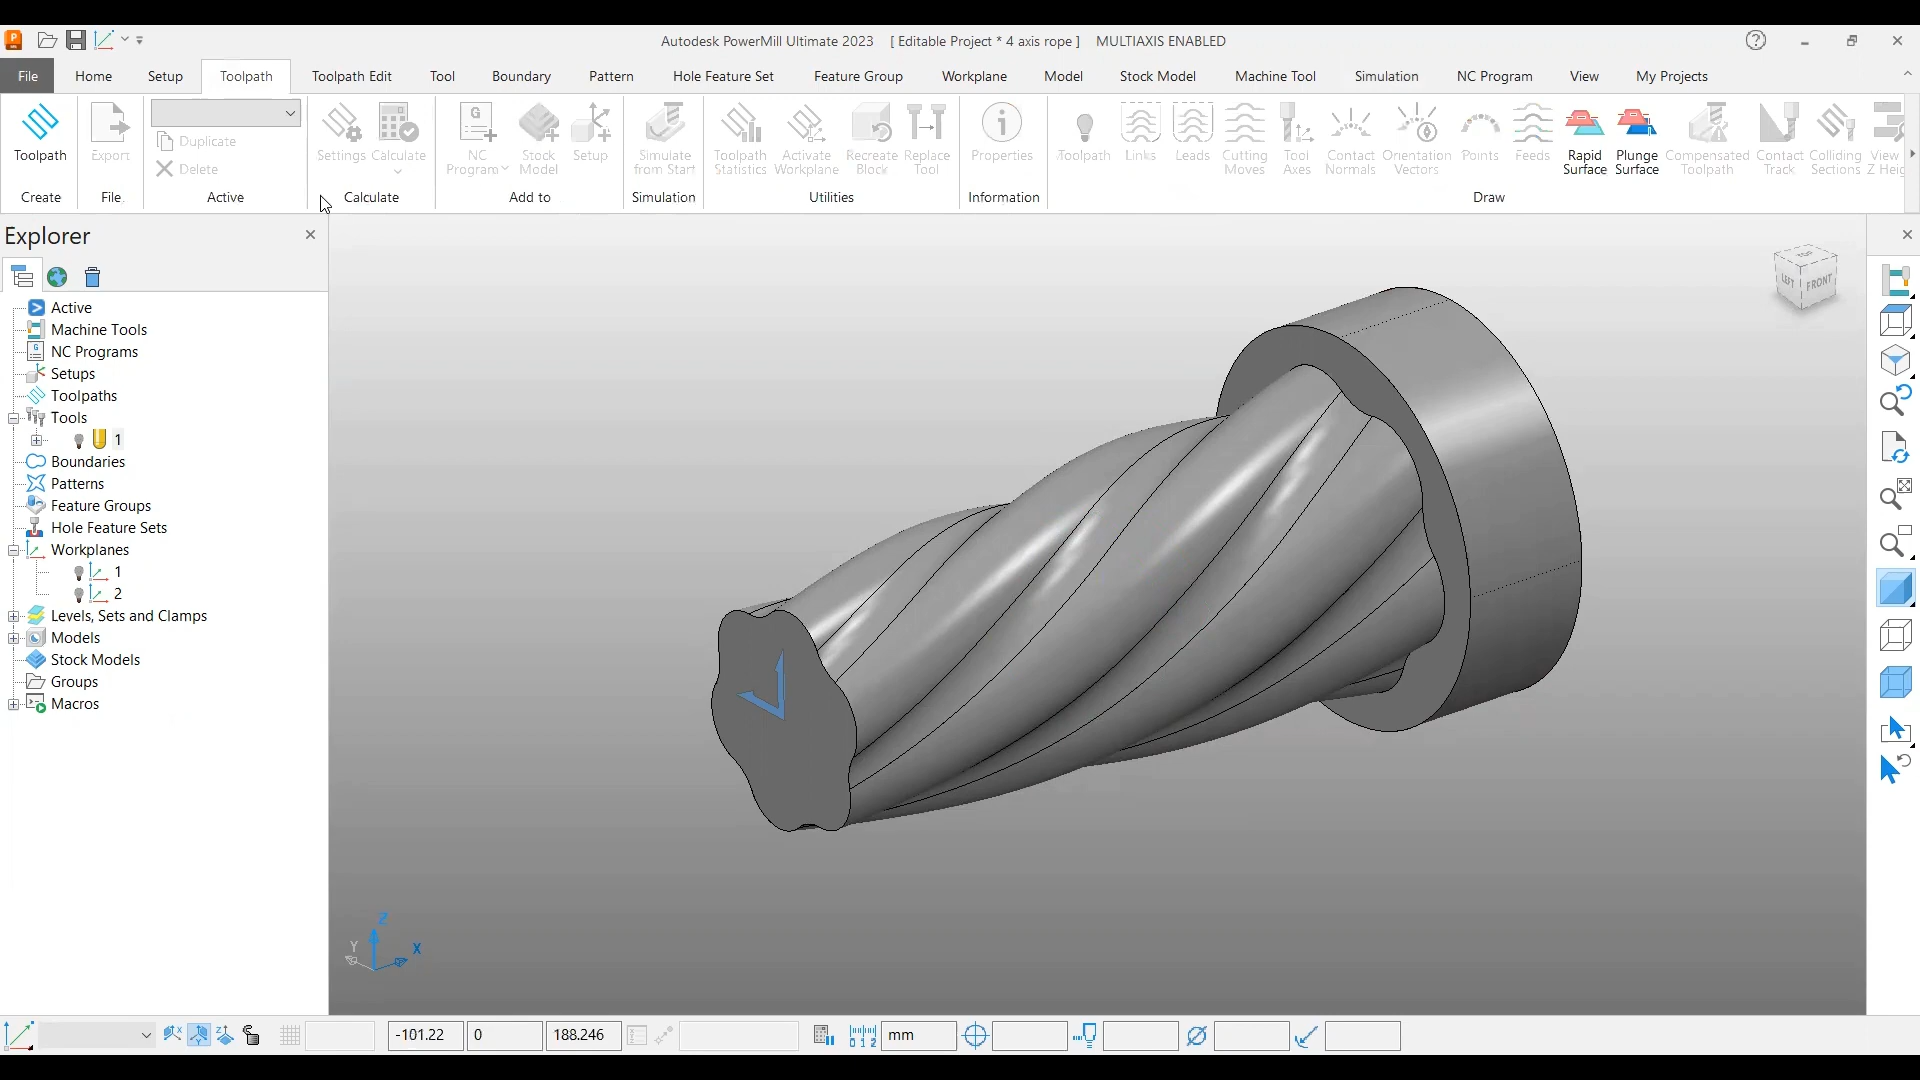 Autodesk PowerMill Ultimate 2023 [ Editable Project * 4 axis rope ] MULTIAXIS ENABLED
File Home Setup Toolpath Toolpath Edit Tool Boundary Pattern Hole Feature Set Feature Group Workplane Model Stock Model Machine Tool Simulation NC Program View My Projects
Toolpath
Create
Export
File
Duplicate
Delete
Active
Settings Calculate
Calculate
NC Program
Stock Model
Setup
Add to
Simulate from Start
Simulation
Toolpath Statistics
Activate Workplane
Recreate Block
Replace Tool
Utilities
Properties
Information
Toolpath
Links
Leads
Cutting Moves
Tool Axes
Contact Normals
Orientation Vectors
Points
Feeds
Rapid Surface
Plunge Surface
Compensated Toolpath
Contact Track
Colliding Sections
View
Draw
Explorer
Active
Machine Tools
NC Programs
Setups
Toolpaths
Tools
1
Boundaries
Patterns
Feature Groups
Hole Feature Sets
Workplanes
1
2
Levels, Sets and Clamps
Models
Stock Models
Groups
Macros
TOP
FRONT
Z
Y
X
-101.22 0 188.246 mm